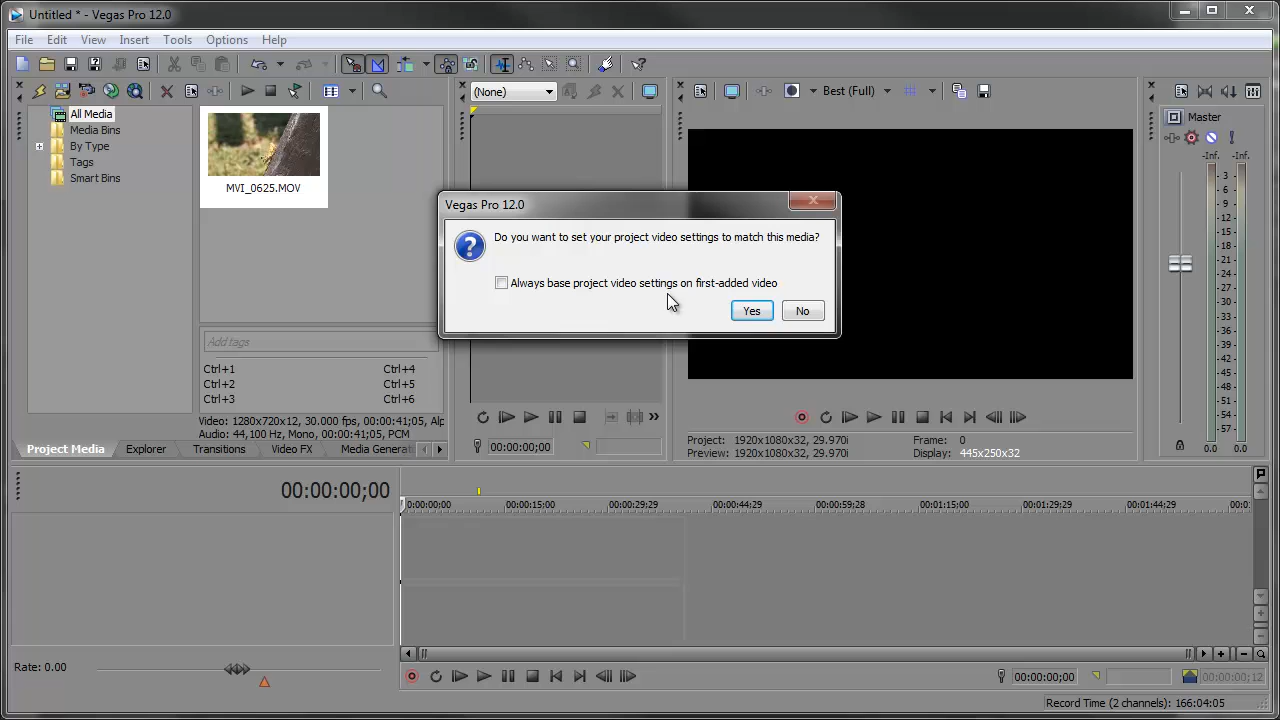 Untitled * - Vegas Pro 12.0
File Edit View Insert Tools Options Help
(None)
Best (Full)
All Media
Media Bins
By Type
Tags
Smart Bins
MVI_0625.MOV
Master
-Inf. -Inf.
- 3 -
- 6 -
- 9 -
- 12 -
- 15 -
- 18 -
- 21 -
- 24 -
- 27 -
- 30 -
- 33 -
- 36 -
- 39 -
- 42 -
- 45 -
- 48 -
- 51 -
- 54 -
- 57 -
0.0 0.0
Vegas Pro 12.0
Do you want to set your project video settings to match this media?
Always base project video settings on first-added video
Yes No
Add tags
Ctrl+1 Ctrl+4
Ctrl+2 Ctrl+5
Ctrl+3 Ctrl+6
Video: 1280x720x12, 30.000 fps, 00:00:41;05, Alp
Audio: 44,100 Hz, Mono, 00:00:41;05, PCM
Project Media Explorer Transitions Video FX Media Generat
00:00:00;00
Project: 1920x1080x32, 29.970i Frame: 0
Preview: 1920x1080x32, 29.970i Display: 445x250x32
00:00:00;00
00:00:00;00 00:00:15;00 00:00:29;29 00:00:44;29 00:00:59;28 00:01:15;00 00:01:29;29 00:01:44;29 00:0
Rate: 0.00
00:00:00;00 00:00:00;12
Record Time (2 channels): 166:04:05